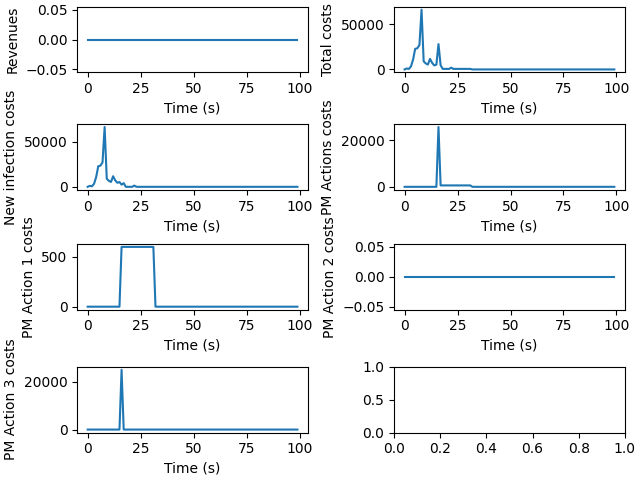 Revenues
0.05
0.00
−0.05
0 25 50 75 100
Time (s)
Total costs
50000
0
0 25 50 75 100
Time (s)
New infection costs
50000
0
0 25 50 75 100
Time (s)
PM Actions costs
20000
0
0 25 50 75 100
Time (s)
PM Action 1 costs
500
0
0 25 50 75 100
Time (s)
PM Action 2 costs
0.05
0.00
−0.05
0 25 50 75 100
Time (s)
PM Action 3 costs
20000
0
0 25 50 75 100
Time (s)
1.0
0.5
0.0
0.0 0.2 0.4 0.6 0.8 1.0